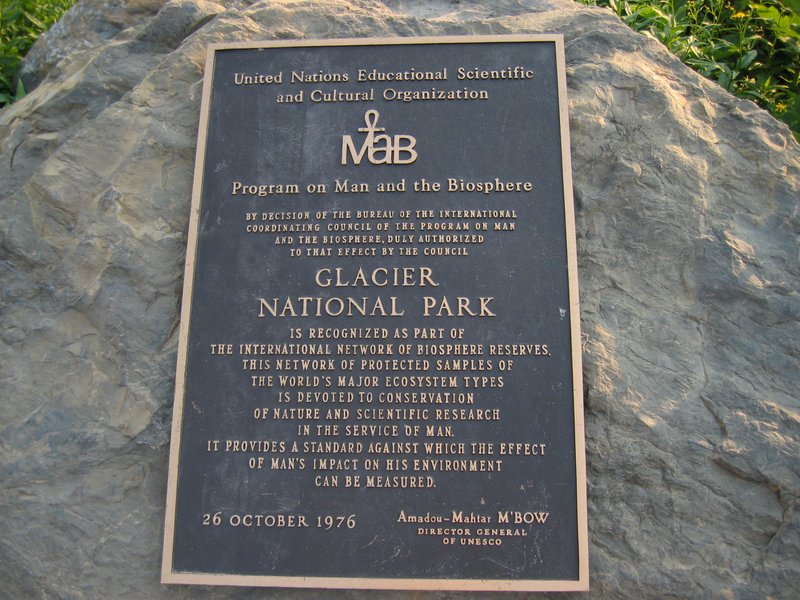 United Nations Educational Scientific
and Cultural Organization
MAB
Program on Man and the Biosphere
BY DECISION OF THE BUREAU OF THE INTERNATIONAL
COORDINATING COUNCIL OF THE PROGRAM ON MAN
AND THE BIOSPHERE, DULY AUTHORIZED
TO THAT EFFECT BY THE COUNCIL
GLACIER
NATIONAL PARK
IS RECOGNIZED AS PART OF
THE INTERNATIONAL NETWORK OF BIOSPHERE RESERVES.
THIS NETWORK OF PROTECTED SAMPLES OF
THE WORLD'S MAJOR ECOSYSTEM TYPES
IS DEVOTED TO CONSERVATION
OF NATURE AND SCIENTIFIC RESEARCH
IN THE SERVICE OF MAN.
IT PROVIDES A STANDARD AGAINST WHICH THE EFFECT
OF MAN'S IMPACT ON HIS ENVIRONMENT
CAN BE MEASURED.
26 OCTOBER 1976
Amadou-Mahtar M'BOW
DIRECTOR GENERAL
OF UNESCO